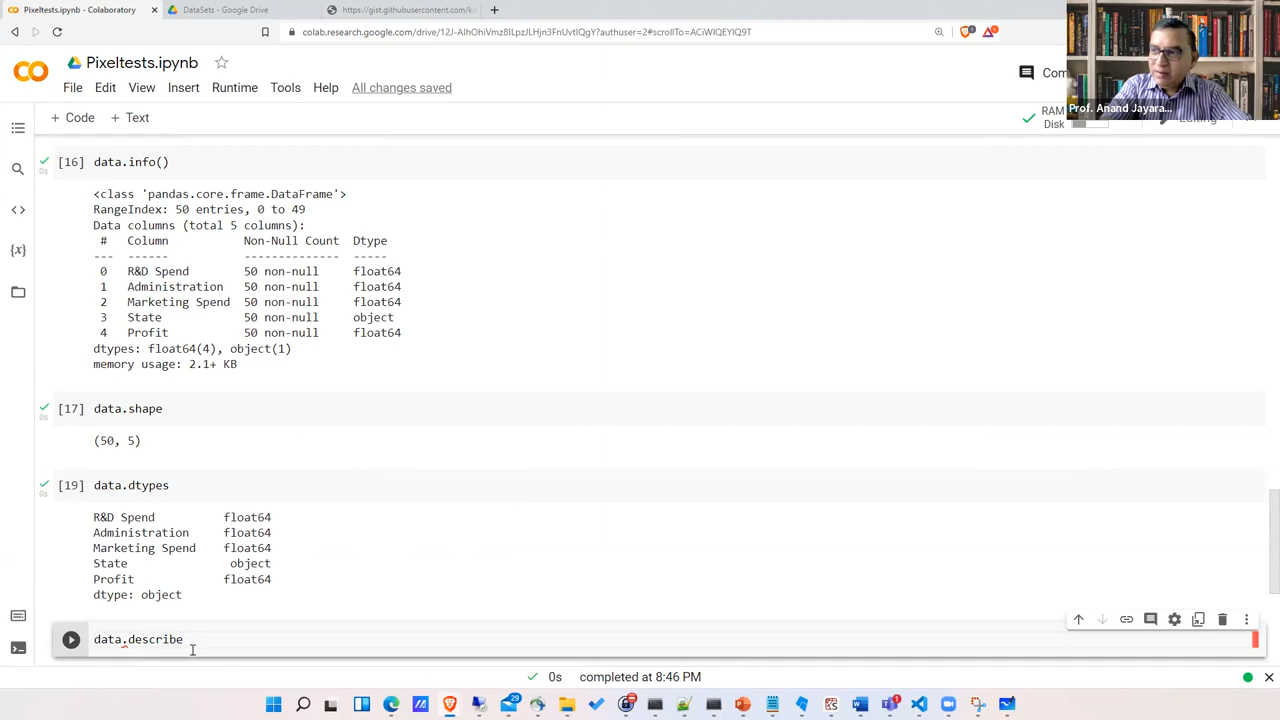 Pixeltests.ipynb - Colaboratory
DataSets - Google Drive
https://gist.githubusercontent.com/
colab.research.google.com/drive/
Pixeltests.ipynb
File Edit View Insert Runtime Tools Help All changes saved
Prof. Anand Jayara...
+ Code + Text
RAM
Disk
Editing
[16] data.info()
0s
<class 'pandas.core.frame.DataFrame'>
RangeIndex: 50 entries, 0 to 49
Data columns (total 5 columns):
# Column Non-Null Count Dtype
--- ------ -------------- -----
0 R&D Spend 50 non-null float64
1 Administration 50 non-null float64
2 Marketing Spend 50 non-null float64
3 State 50 non-null object
4 Profit 50 non-null float64
dtypes: float64(4), object(1)
memory usage: 2.1+ KB
[17] data.shape
0s
(50, 5)
[19] data.dtypes
0s
R&D Spend float64
Administration float64
Marketing Spend float64
State object
Profit float64
dtype: object
data.describe
0s completed at 8:46 PM
29
1